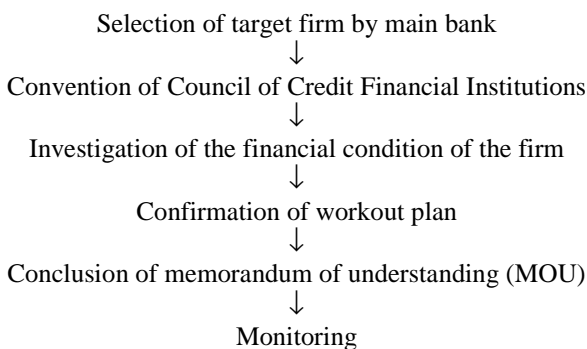 Selection of target firm by main bank
↓
Convention of Council of Credit Financial Institutions
↓
Investigation of the financial condition of the firm
↓
Confirmation of workout plan
↓
Conclusion of memorandum of understanding (MOU)
↓
Monitoring